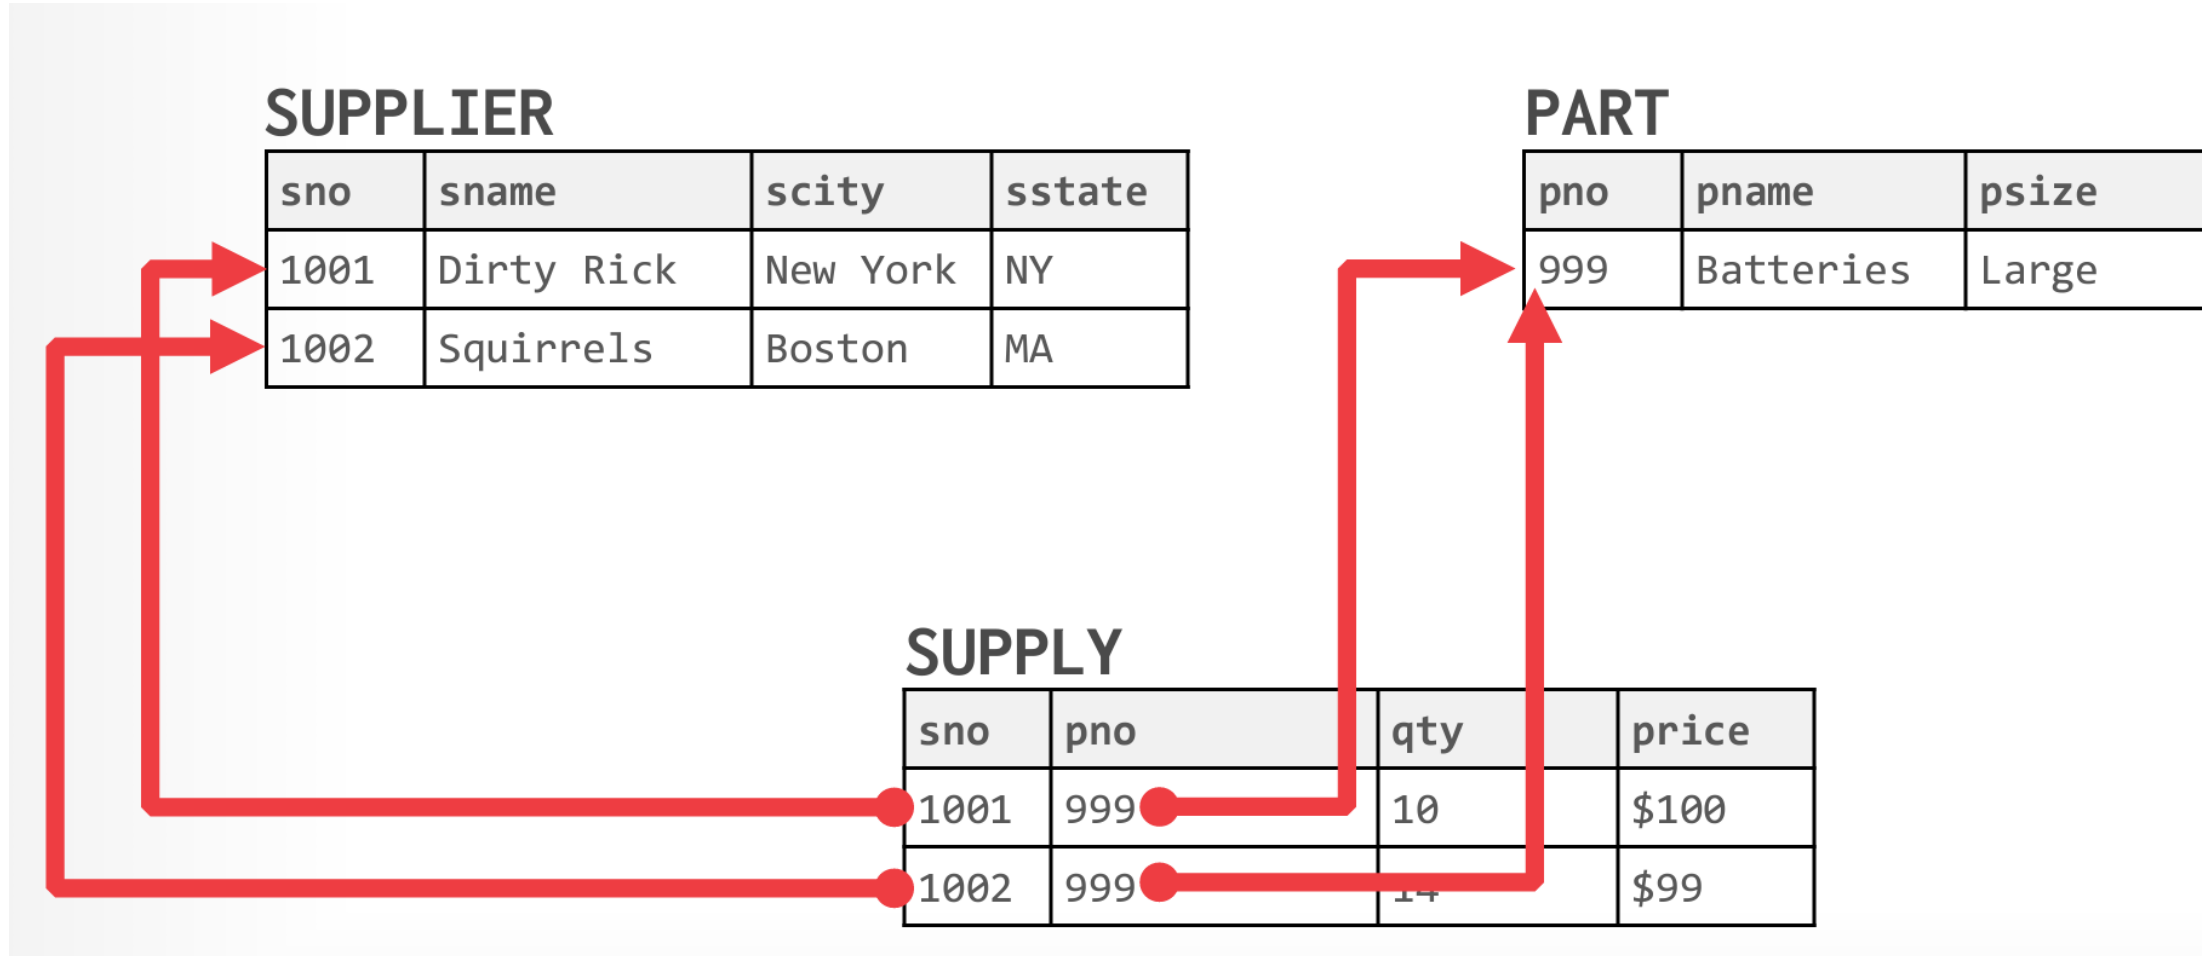 SUPPLIER
sno sname scity sstate
1001 Dirty Rick New York NY
1002 Squirrels Boston MA
PART
pno pname psize
999 Batteries Large
SUPPLY
sno pno qty price
1001 999 10 $100
1002 999 14 $99